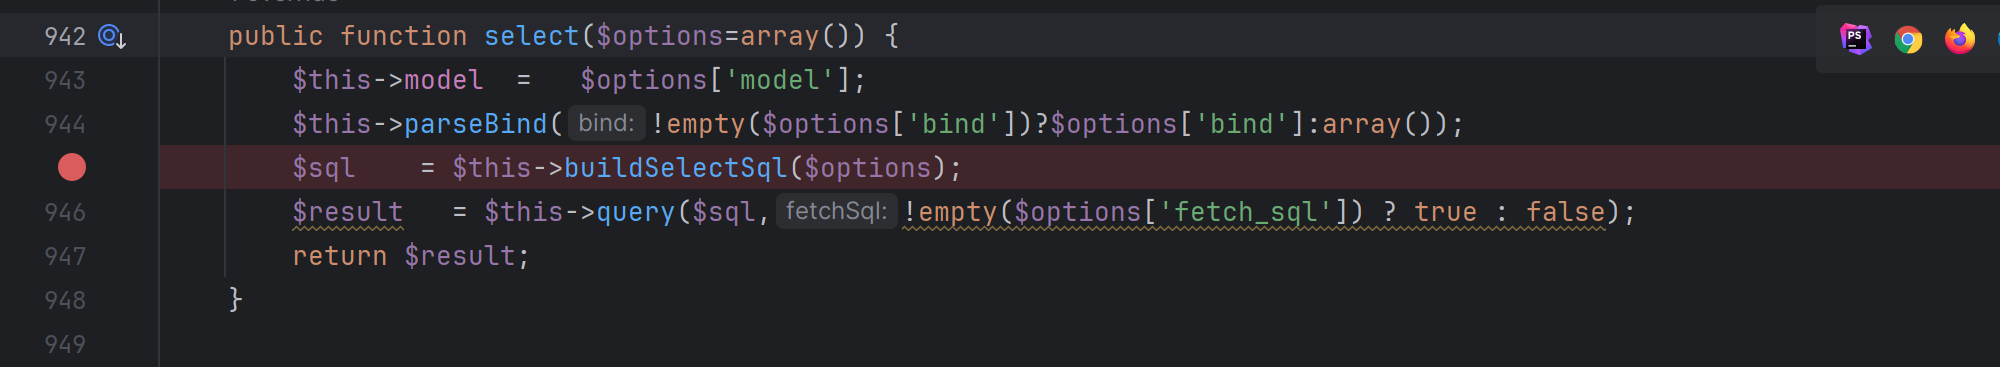 942 public function select($options=array()) {
943 $this->model  =   $options['model'];
944 $this->parseBind( bind: !empty($options['bind'])?$options['bind']:array());
$sql    = $this->buildSelectSql($options);
946 $result   = $this->query($sql, fetchSql: !empty($options['fetch_sql']) ? true : false);
947 return $result;
948 }
949
PS